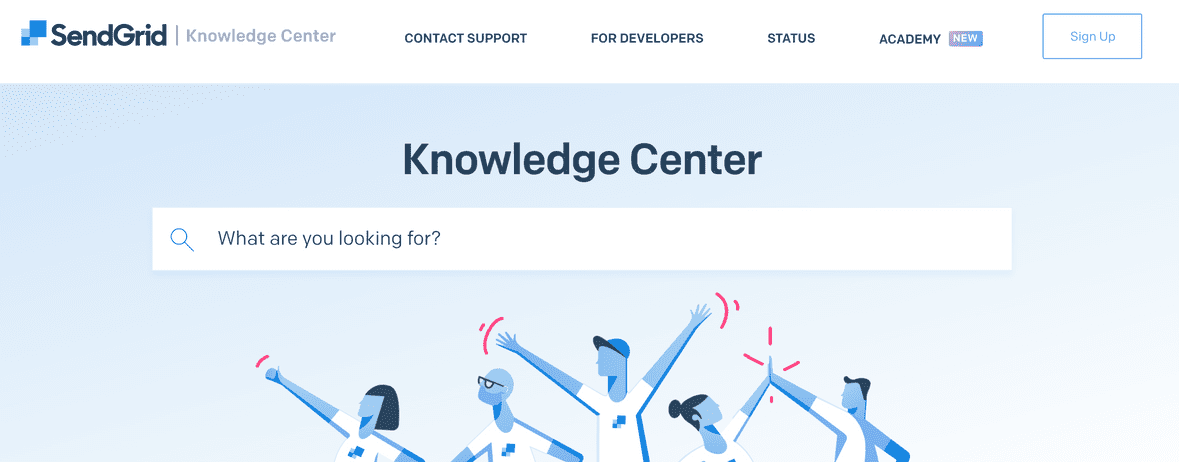 SendGrid | Knowledge Center
CONTACT SUPPORT
FOR DEVELOPERS
STATUS
ACADEMY NEW
Sign Up
Knowledge Center
What are you looking for?